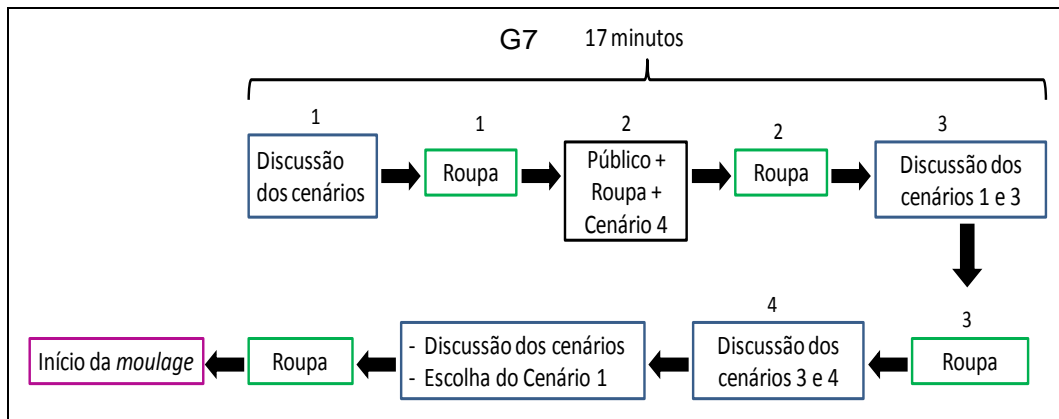 G7 17 minutos
1
Discussão
dos cenários
1
Roupa
2
Público +
Roupa +
Cenário 4
2
Roupa
3
Discussão dos
cenários 1 e 3
3
Roupa
4
Discussão dos
cenários 3 e 4
- Discussão dos cenários
- Escolha do Cenário 1
Roupa
Início da moulage